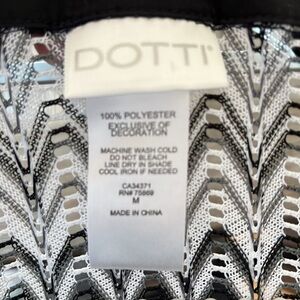 DOTTI
100% POLYESTER
EXCLUSIVE OF
DECORATION
MACHINE WASH COLD
DO NOT BLEACH
LINE DRY IN SHADE
COOL IRON IF NEEDED
CA34371
RN# 75869
M
MADE IN CHINA